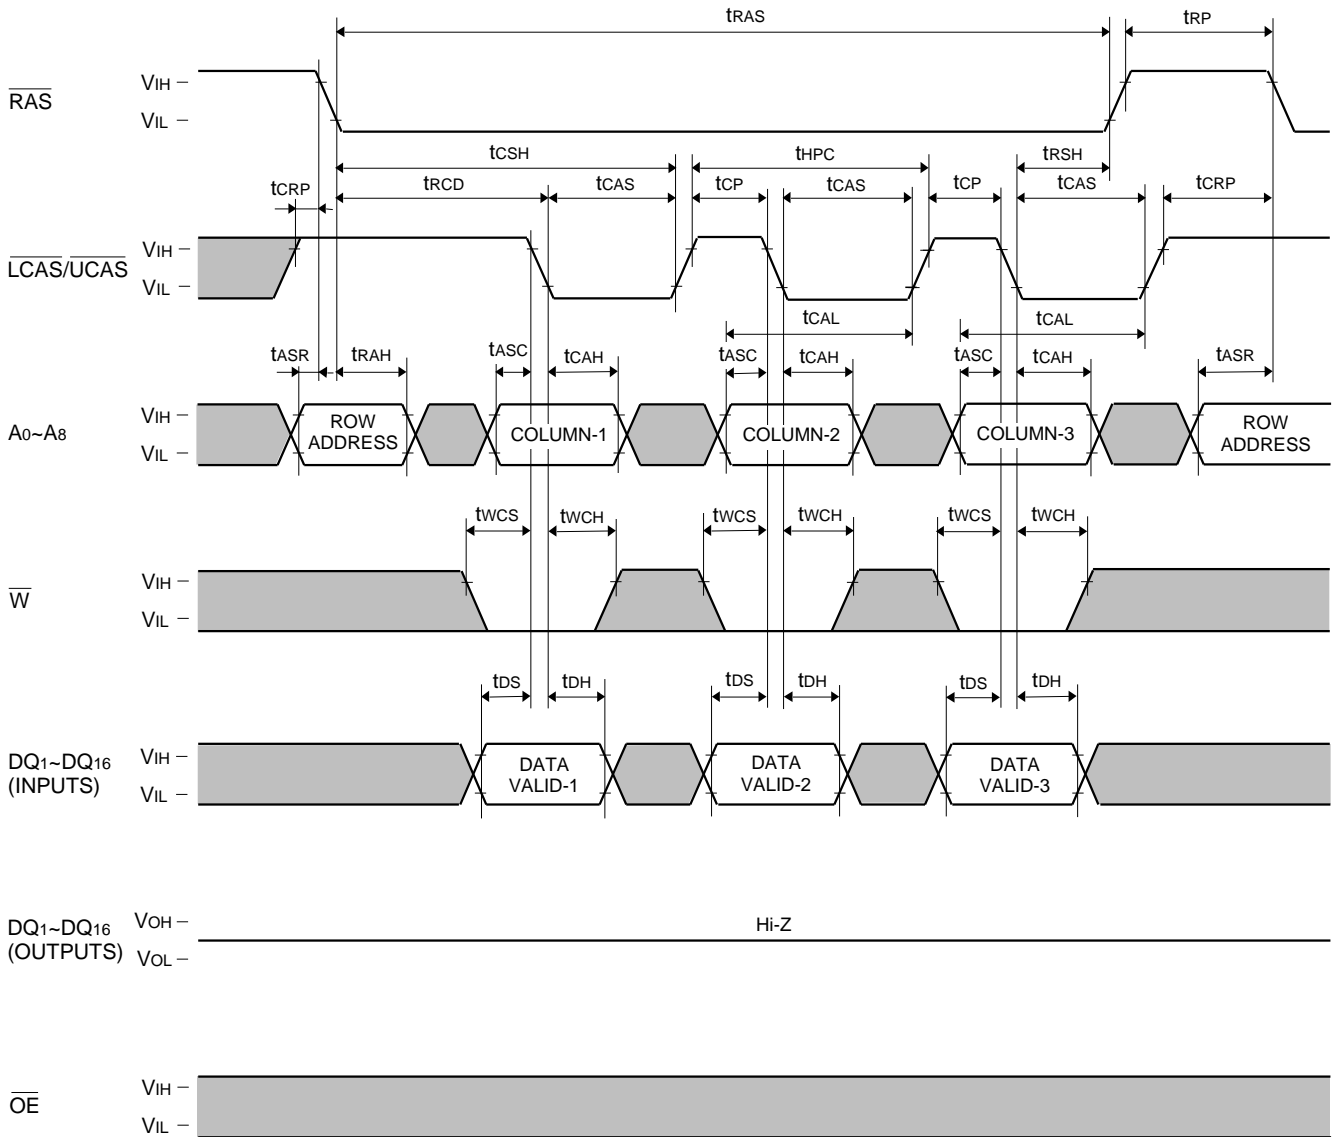 tRAS
tRP
RAS
VIH
VIL
tCSH
tHPC
tRSH
tCRP
tRCD
tCAS
tCP
tCAS
tCP
tCAS
tCRP
LCAS/UCAS
VIH
VIL
tCAL
tCAL
tASR
tRAH
tASC
tCAH
tASC
tCAH
tASC
tCAH
tASR
A0~A8
VIH
VIL
ROW
ADDRESS
COLUMN-1
COLUMN-2
COLUMN-3
ROW
ADDRESS
tWCS
tWCH
tWCS
tWCH
tWCS
tWCH
W
VIH
VIL
tDS
tDH
tDS
tDH
tDS
tDH
DQ1~DQ16
(INPUTS)
VIH
VIL
DATA
VALID-1
DATA
VALID-2
DATA
VALID-3
DQ1~DQ16
(OUTPUTS)
VOH
VOL
Hi-Z
OE
VIH
VIL